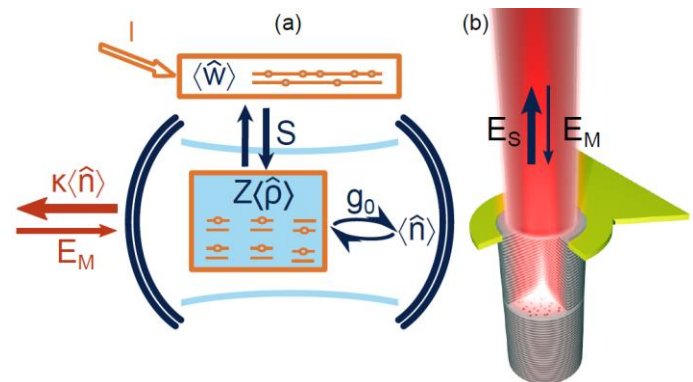 (a)
I
⟨ŵ⟩
S
Z⟨ρ̂⟩
g₀
⟨n̂⟩
κ⟨n̂⟩
E_M
(b)
E_S
E_M